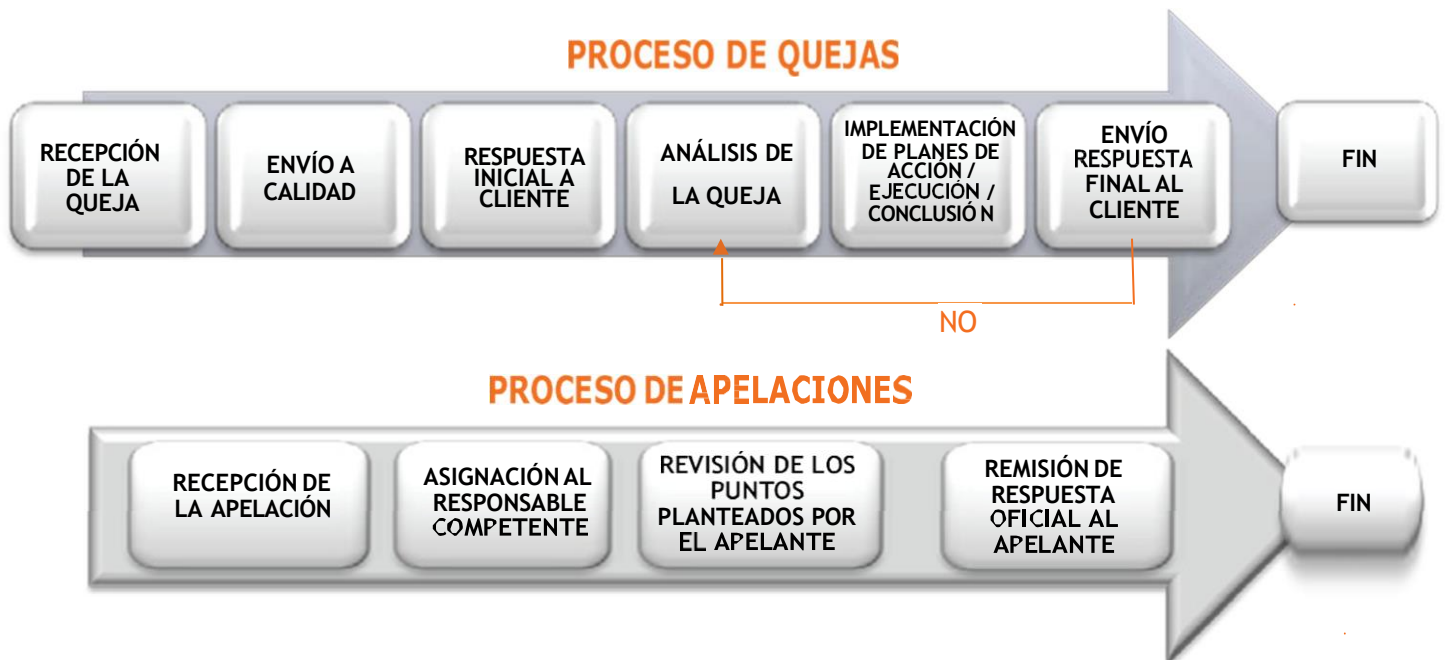 PROCESO DE QUEJAS
RECEPCIÓN
DE LA
QUEJA
ENVÍO A
CALIDAD
RESPUESTA
INICIAL A
CLIENTE
ANÁLISIS DE
LA QUEJA
IMPLEMENTACIÓN
DE PLANES DE
ACCIÓN /
EJECUCIÓN /
CONCLUSIÓN
ENVÍO
RESPUESTA
FINAL AL
CLIENTE
FIN
NO
PROCESO DE APELACIONES
RECEPCIÓN DE
LA APELACIÓN
ASIGNACIÓN AL
RESPONSABLE
COMPETENTE
REVISIÓN DE LOS
PUNTOS
PLANTEADOS POR
EL APELANTE
REMISIÓN DE
RESPUESTA
OFICIAL AL
APELANTE
FIN